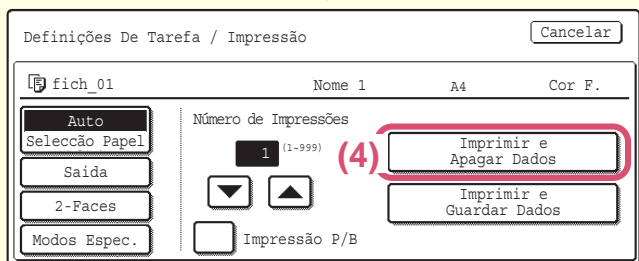 Definições De Tarefa / Impressão
Cancelar
fich_01 Nome 1 A4 Cor F.
Auto
Selecção Papel
Saida
2-Faces
Modos Espec.
Número de Impressões
1 (1-999)
Impressão P/B
(4)
Imprimir e
Apagar Dados
Imprimir e
Guardar Dados